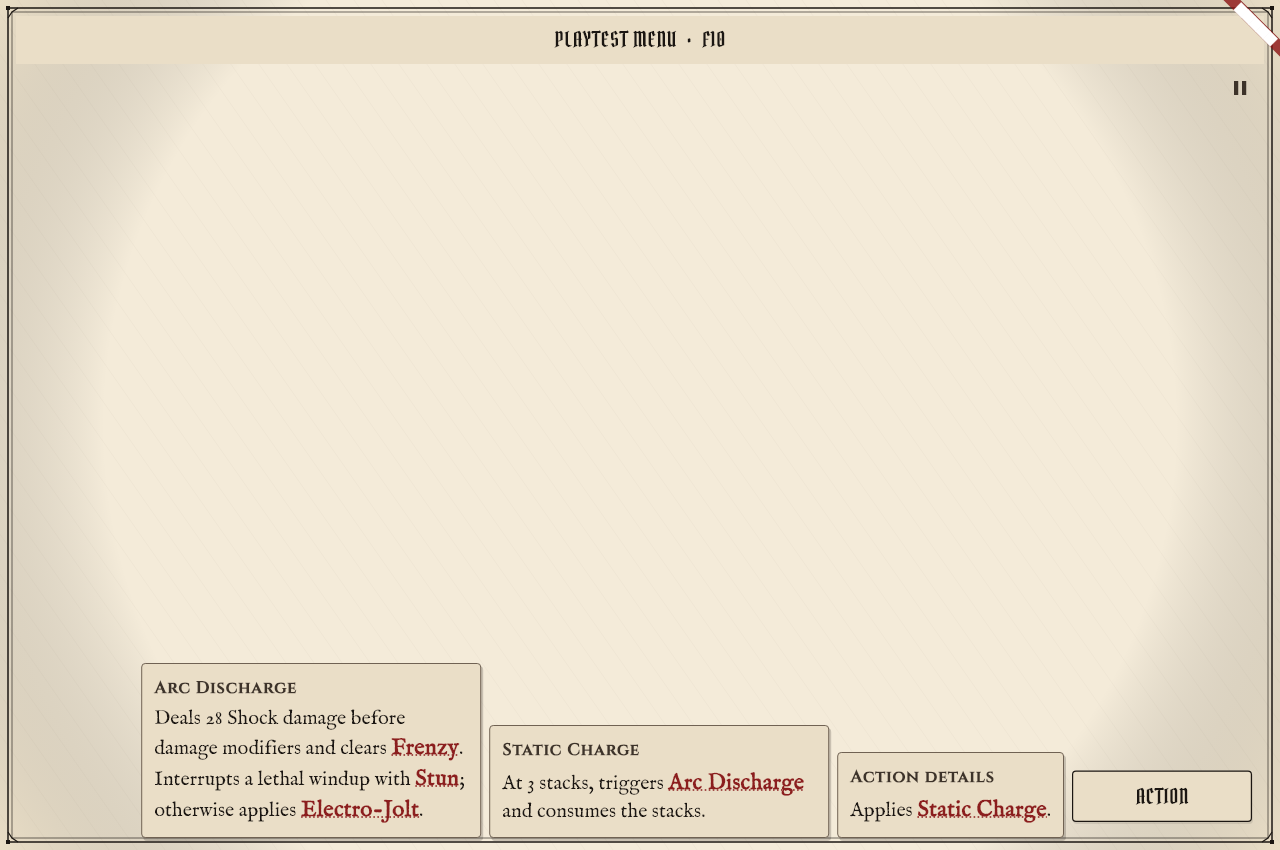 PLAYTEST MENU · F10
Arc Discharge
Deals 28 Shock damage before
damage modifiers and clears Frenzy.
Interrupts a lethal windup with Stun;
otherwise applies Electro-Jolt.
Static Charge
At 3 stacks, triggers Arc Discharge
and consumes the stacks.
Action details
Applies Static Charge.
ACTION